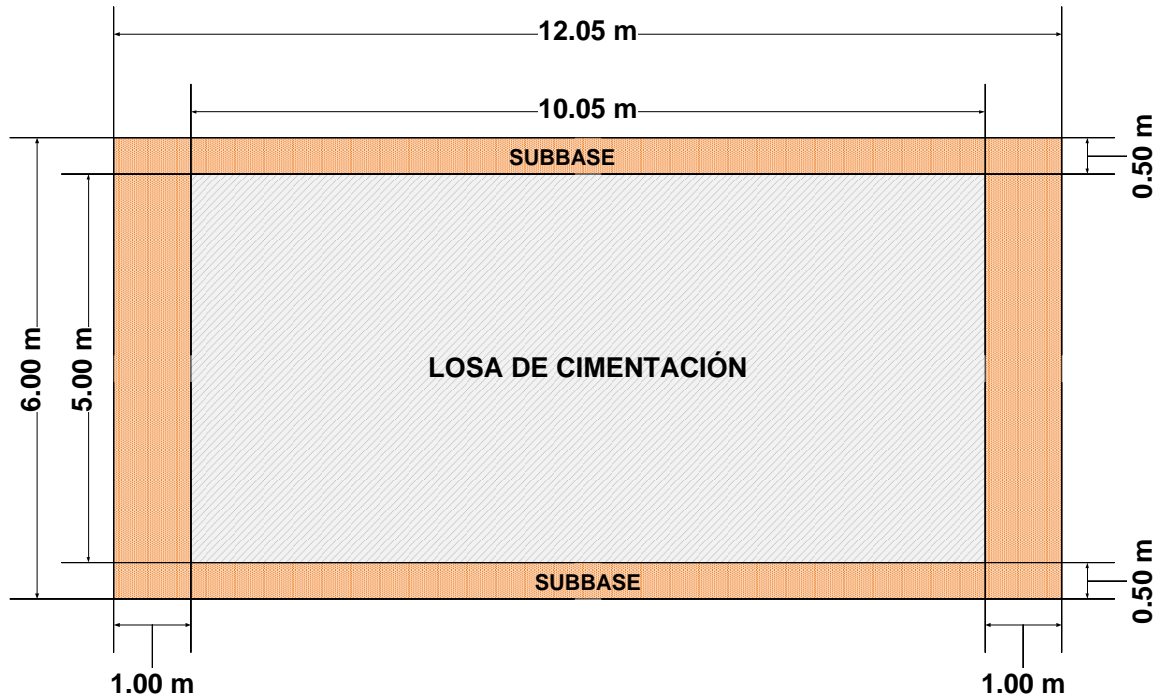 12.05 m
10.05 m
SUBBASE
0.50 m
6.00 m
5.00 m
LOSA DE CIMENTACIÓN
SUBBASE
0.50 m
1.00 m
1.00 m